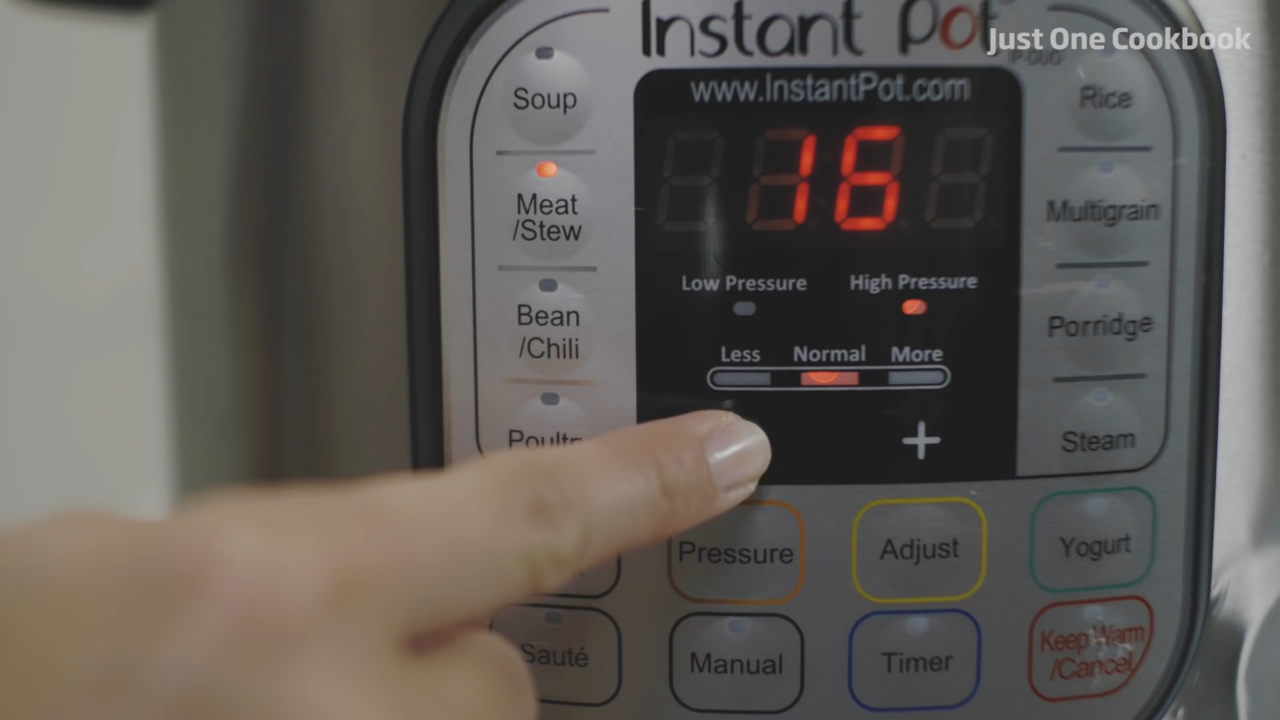 Instant Pot
Just One Cookbook
www.InstantPot.com
16
Soup
Meat
/Stew
Bean
/Chili
Low Pressure
High Pressure
Less
Normal
More
+
Rice
Multigrain
Porridge
Steam
Pressure
Adjust
Yogurt
Sauté
Manual
Timer
Keep Warm
/Cancel